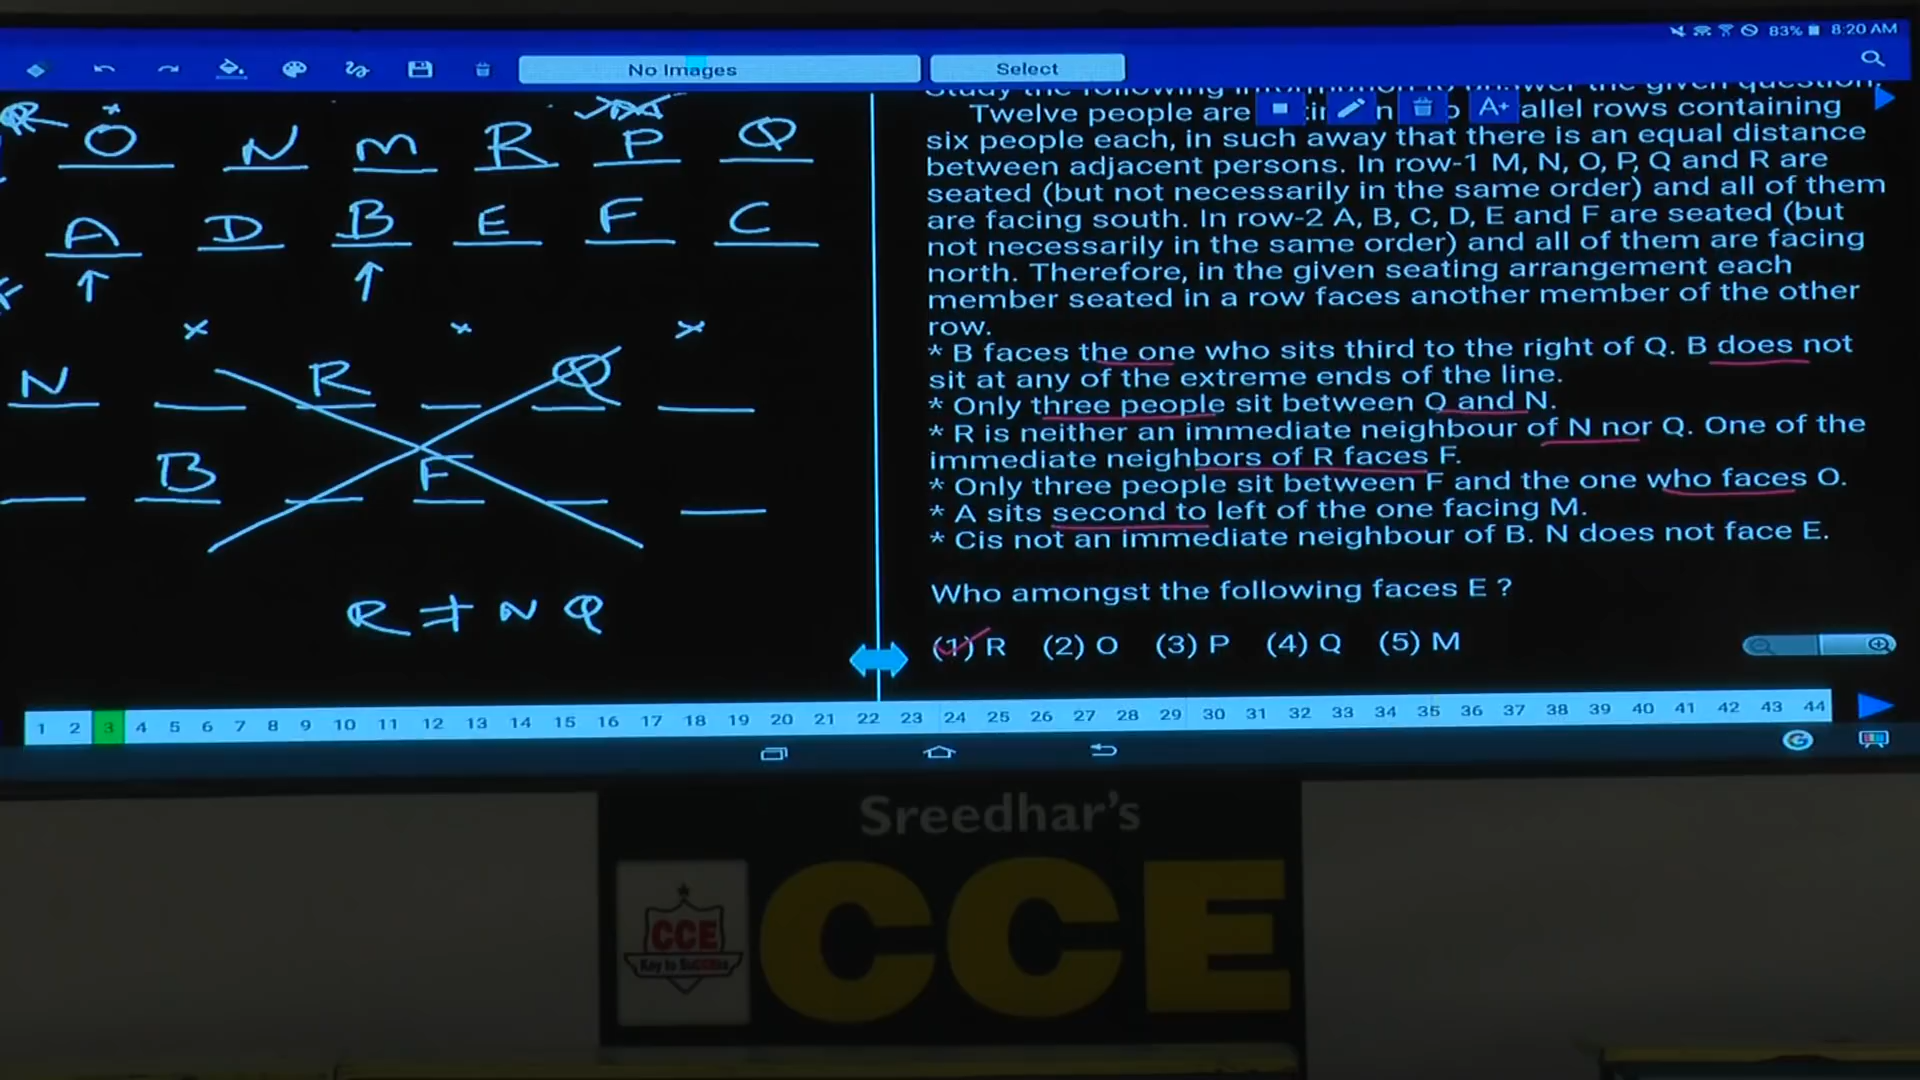 83% 8:20 AM
No Images
Select
O N M R P Q
A D B E F C
N R Q
B F
R ≠ N Q
Study the following
the given question.
Twelve people are
allel rows containing
six people each, in such away that there is an equal distance
between adjacent persons. In row-1 M, N, O, P, Q and R are
seated (but not necessarily in the same order) and all of them
are facing south. In row-2 A, B, C, D, E and F are seated (but
not necessarily in the same order) and all of them are facing
north. Therefore, in the given seating arrangement each
member seated in a row faces another member of the other
row.
* B faces the one who sits third to the right of Q. B does not
sit at any of the extreme ends of the line.
* Only three people sit between Q and N.
* R is neither an immediate neighbour of N nor Q. One of the
immediate neighbors of R faces F.
* Only three people sit between F and the one who faces O.
* A sits second to left of the one facing M.
* Cis not an immediate neighbour of B. N does not face E.
Who amongst the following faces E ?
(1) R (2) O (3) P (4) Q (5) M
A+
1 2 3 4 5 6 7 8 9 10 11 12 13 14 15 16 17 18 19 20 21 22 23 24 25 26 27 28 29 30 31 32 33 34 35 36 37 38 39 40 41 42 43 44
Sreedhar's
CCE
CCE
Key to Success